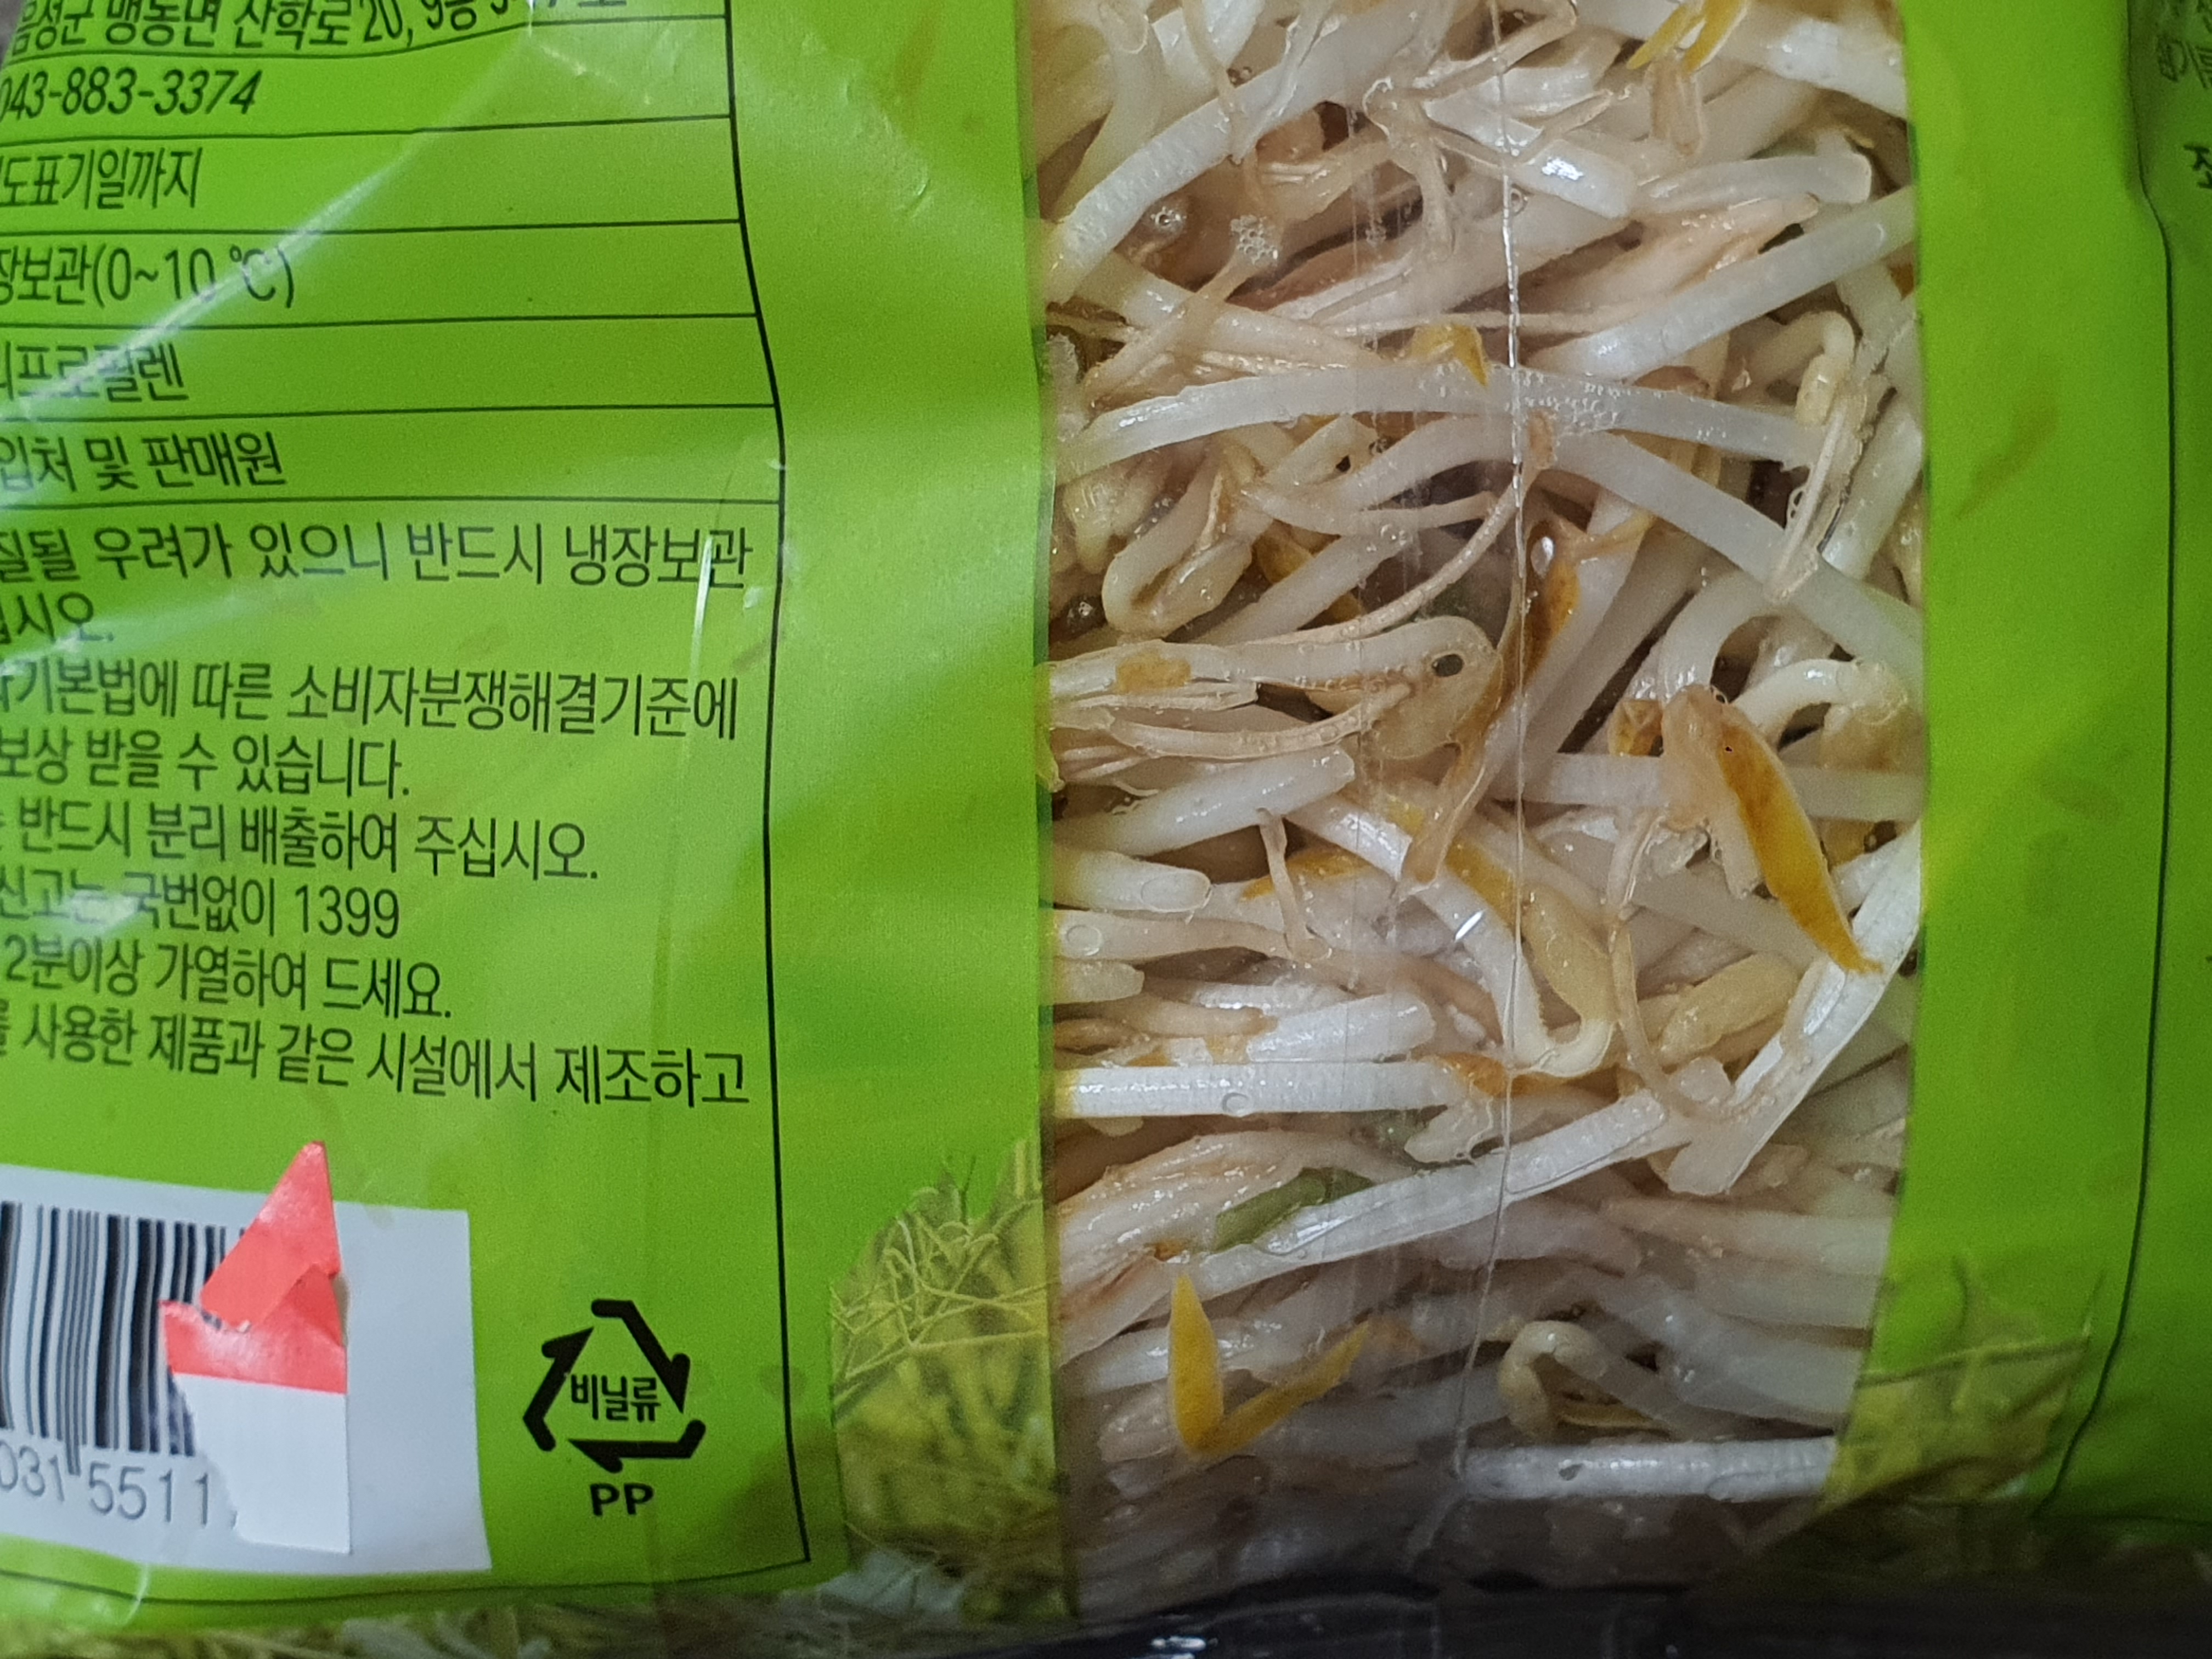 맹동면 산학로 20,
043-883-3374
도표기일까지
장보관(0~10 ℃)
프로필렌
입처 및 판매원
질될 우려가 있으니 반드시 냉장보관
십시오.
기본법에 따른 소비자분쟁해결기준에
보상 받을 수 있습니다.
반드시 분리 배출하여 주십시오.
신고는 국번없이 1399
2분이상 가열하여 드세요.
를 사용한 제품과 같은 시설에서 제조하고
031 5511
비닐류
PP